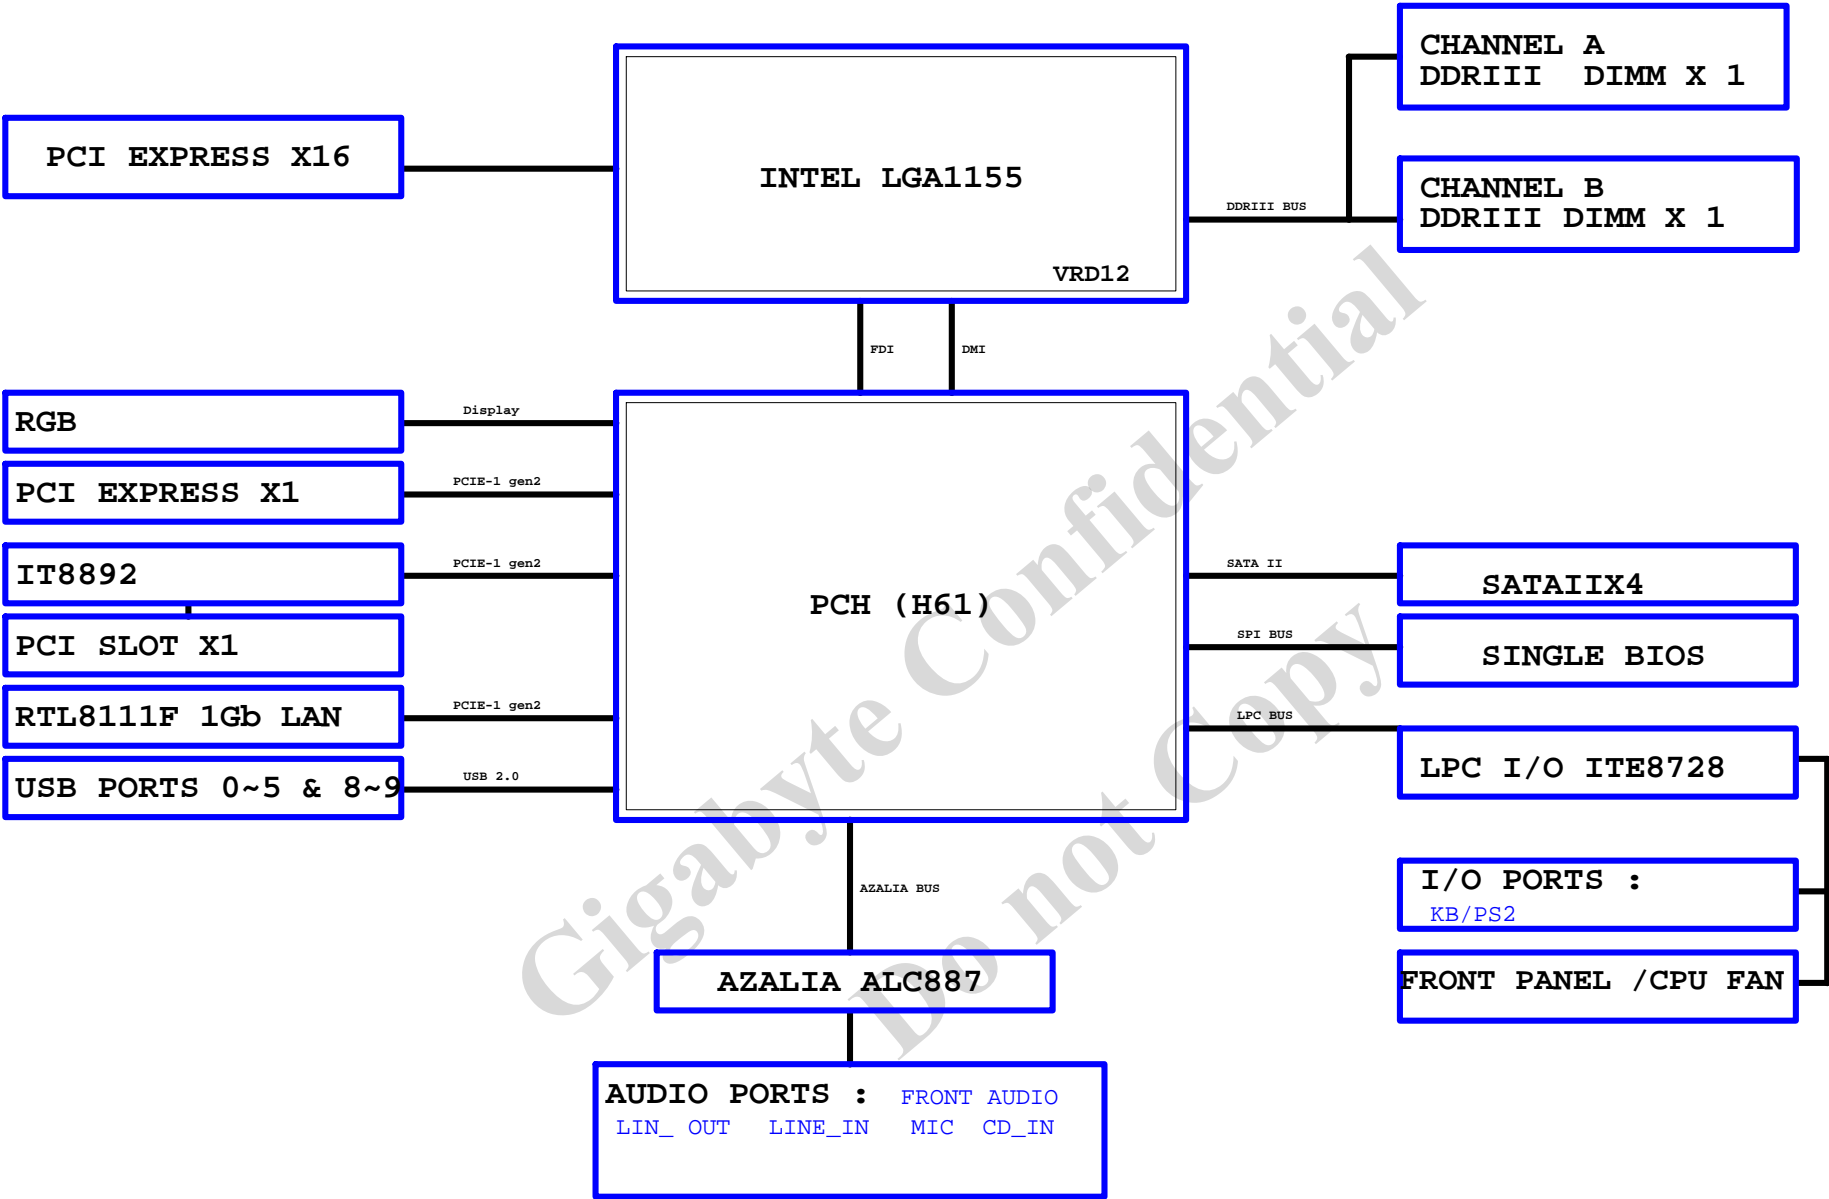 CHANNEL A
DDRIII DIMM X 1
PCI EXPRESS X16
INTEL LGA1155
CHANNEL B
DDRIII DIMM X 1
DDRIII BUS
VRD12
FDI
DMI
RGB
Display
PCI EXPRESS X1
PCIE-1 gen2
IT8892
PCIE-1 gen2
PCH (H61)
SATA II
SATAIIX4
PCI SLOT X1
SPI BUS
SINGLE BIOS
RTL8111F 1Gb LAN
PCIE-1 gen2
LPC BUS
LPC I/O ITE8728
USB PORTS 0~5 & 8~9
USB 2.0
AZALIA BUS
I/O PORTS :
KB/PS2
AZALIA ALC887
FRONT PANEL /CPU FAN
AUDIO PORTS : FRONT AUDIO
LIN_ OUT LINE_IN MIC CD_IN
Gigabyte Confidential
Do not Copy